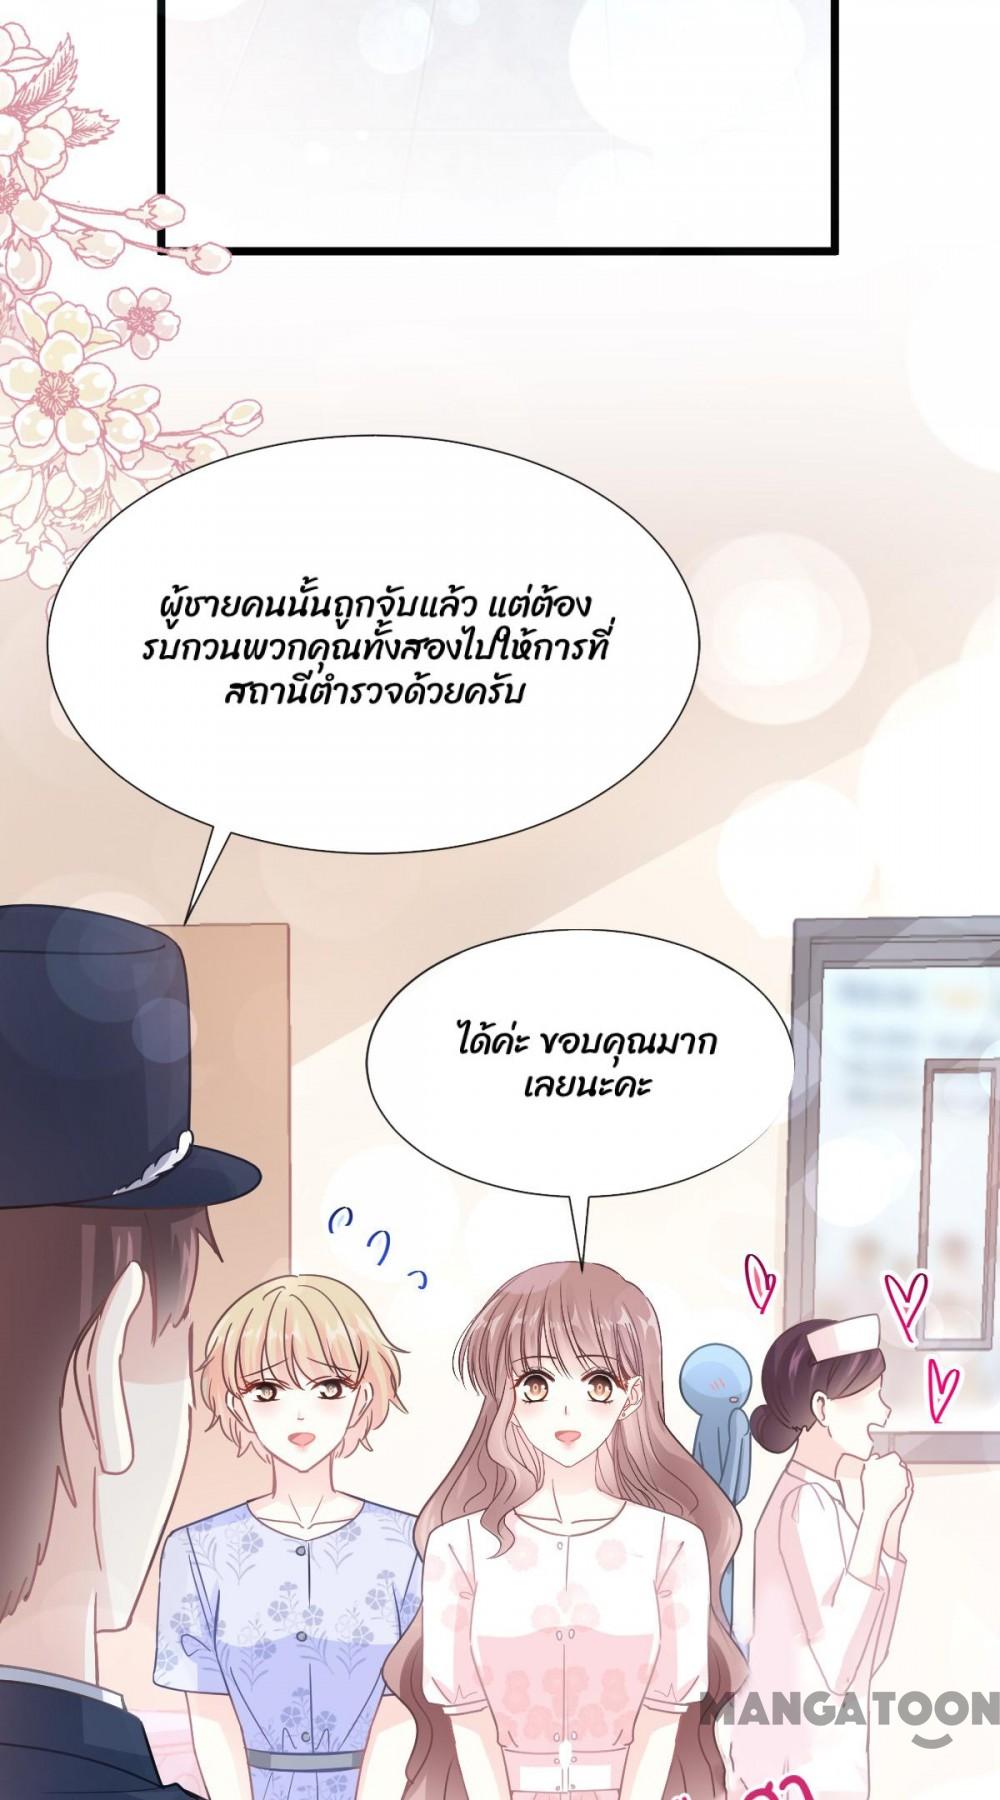 ผู้ชายคนนั้นถูกจับแล้ว แต่ต้อง
รบกวนพวกคุณทั้งสองไปให้การที่
สถานีตำรวจด้วยครับ
ได้ค่ะ ขอบคุณมาก
เลยนะคะ
MANGATOON